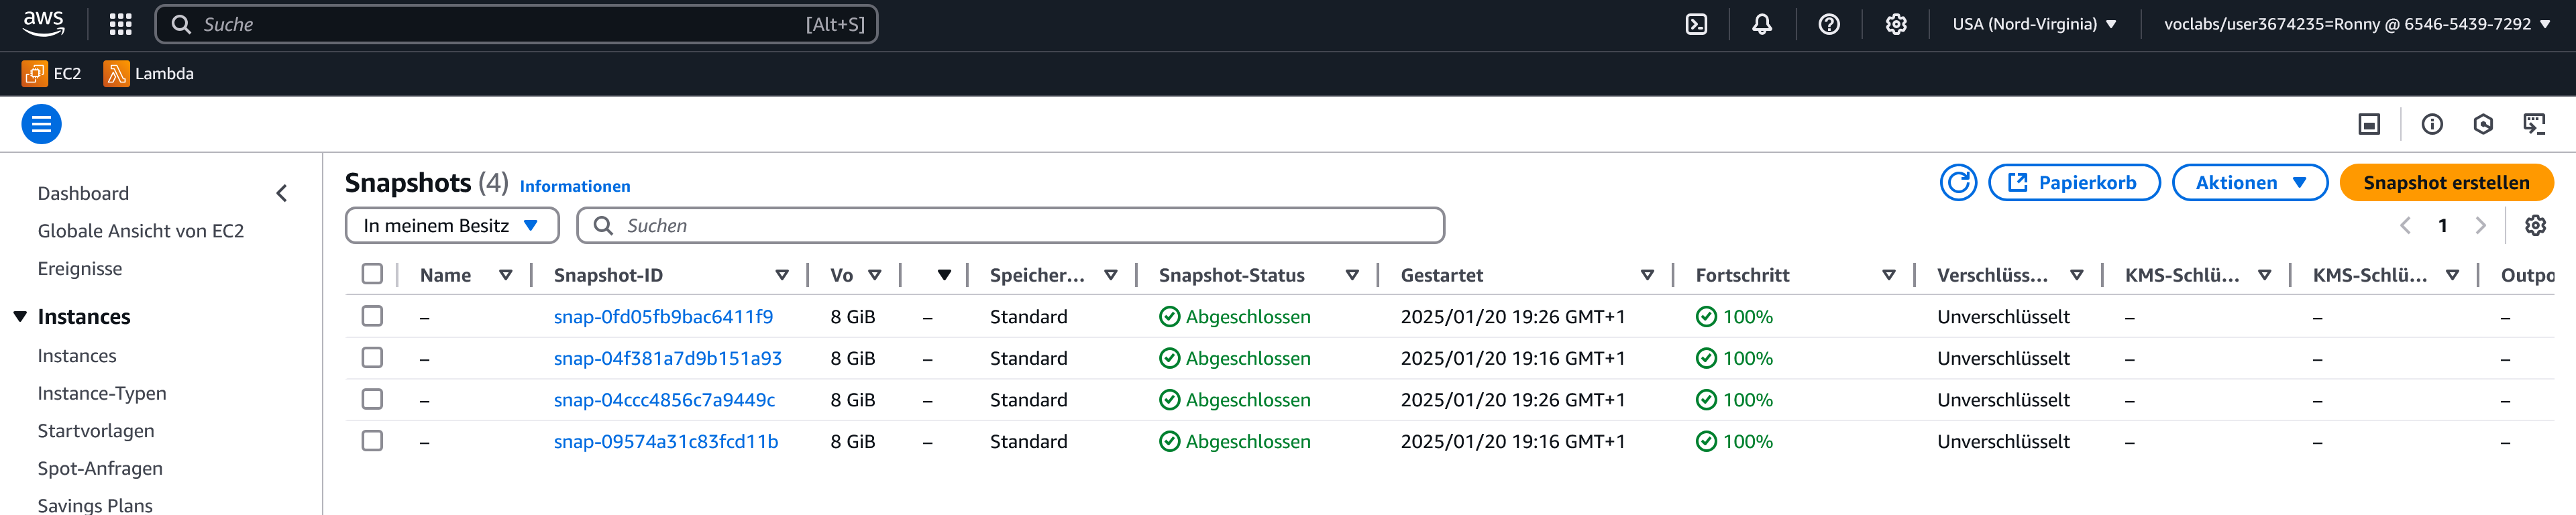 aws
Suche [Alt+S] USA (Nord-Virginia) voclabs/user3674235=Ronny @ 6546-5439-7292
EC2 Lambda
Dashboard
Globale Ansicht von EC2
Ereignisse
Instances
Instances
Instance-Typen
Startvorlagen
Spot-Anfragen
Savings Plans
Snapshots (4) Informationen Papierkorb Aktionen Snapshot erstellen
In meinem Besitz Suchen 1
Name Snapshot-ID Vo Speicher... Snapshot-Status Gestartet Fortschritt Verschlüss... KMS-Schlü... KMS-Schlü... Outpo
– snap-0fd05fb9bac6411f9 8 GiB – Standard Abgeschlossen 2025/01/20 19:26 GMT+1 100% Unverschlüsselt – – –
– snap-04f381a7d9b151a93 8 GiB – Standard Abgeschlossen 2025/01/20 19:16 GMT+1 100% Unverschlüsselt – – –
– snap-04ccc4856c7a9449c 8 GiB – Standard Abgeschlossen 2025/01/20 19:26 GMT+1 100% Unverschlüsselt – – –
– snap-09574a31c83fcd11b 8 GiB – Standard Abgeschlossen 2025/01/20 19:16 GMT+1 100% Unverschlüsselt – – –